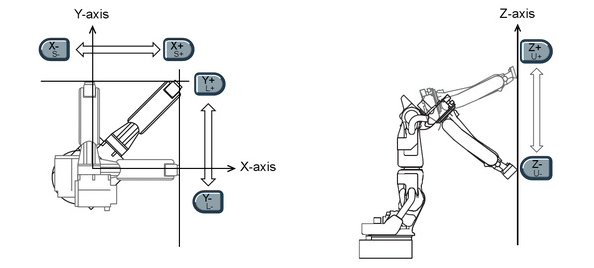 Y-axis
X-
S-
X+
S+
Y+
L+
X-axis
Y-
L-
Z-axis
Z+
U+
Z-
U-